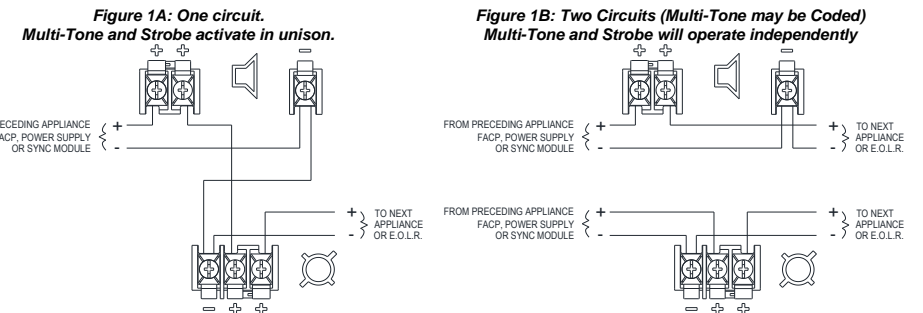 Figure 1A: One circuit.
Multi-Tone and Strobe activate in unison.
ECEDING APPLIANCE
ACP, POWER SUPPLY
OR SYNC MODULE
+
-
+
-
TO NEXT
APPLIANCE
OR E.O.L.R.
Figure 1B: Two Circuits (Multi-Tone may be Coded)
Multi-Tone and Strobe will operate independently
FROM PRECEDING APPLIANCE
FACP, POWER SUPPLY
OR SYNC MODULE
+
-
+
-
TO NEXT
APPLIANCE
OR E.O.L.R.
FROM PRECEDING APPLIANCE
FACP, POWER SUPPLY
OR SYNC MODULE
+
-
+
-
TO NEXT
APPLIANCE
OR E.O.L.R.